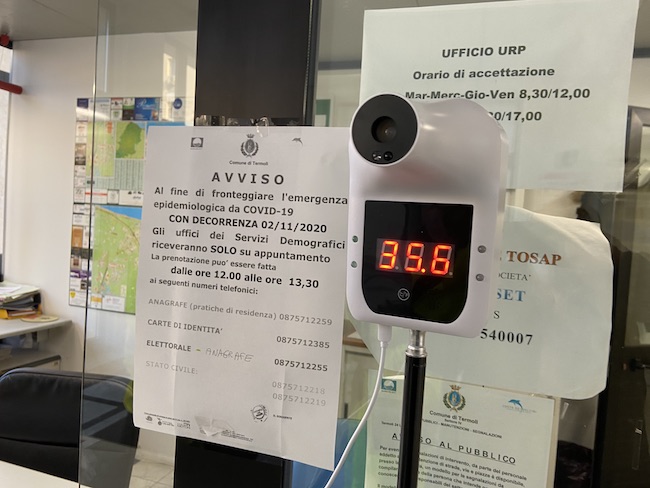 UFFICIO URP
Orario di accettazione
Mar-Merc-Gio-Ven 8,30/12,00
/17,00
Comune di Termoli
AVVISO
Al fine di fronteggiare l'emergenza
epidemiologica da COVID-19
CON DECORRENZA 02/11/2020
Gli uffici dei Servizi Demografici
riceveranno SOLO su appuntamento
La prenotazione puo' essere fatta
dalle ore 12.00 alle ore 13,30
ai seguenti numeri telefonici:
ANAGRAFE (pratiche di residenza) 0875712259
0875712385
CARTE DI IDENTITA'
ELETTORALE - ANAGRAFE 0875712255
STATO CIVILE: 0875712218
0875712219
IL SINDACO
TOSAP
SET
S
540007
Comune di Termoli
AL PUBBLICO